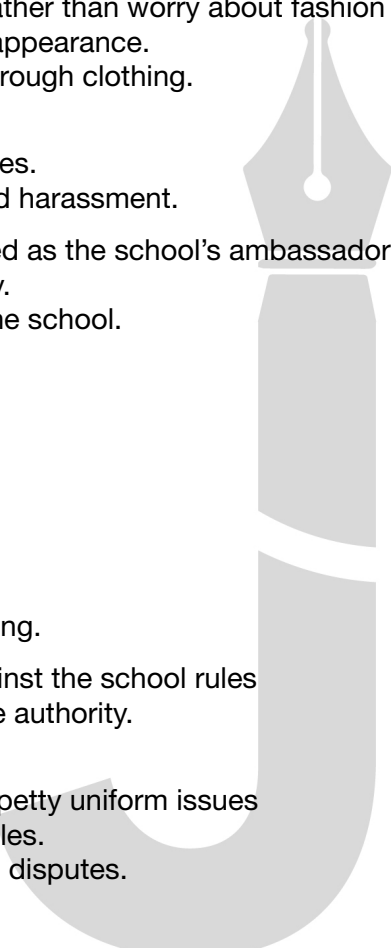 ather than worry about fashion
appearance.
rough clothing.
es.
d harassment.
ed as the school’s ambassador
y.
he school.
ng.
inst the school rules
e authority.
petty uniform issues
les.
disputes.